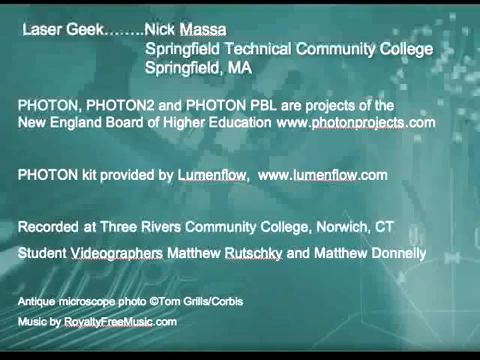 Laser Geek……..Nick Massa
Springfield Technical Community College
Springfield, MA
PHOTON, PHOTON2 and PHOTON PBL are projects of the
New England Board of Higher Education www.photonprojects.com
PHOTON kit provided by Lumenflow, www.lumenflow.com
Recorded at Three Rivers Community College, Norwich, CT
Student Videographers Matthew Rutschky and Matthew Donnelly
Antique microscope photo ©Tom Grills/Corbis
Music by RoyaltyFreeMusic.com